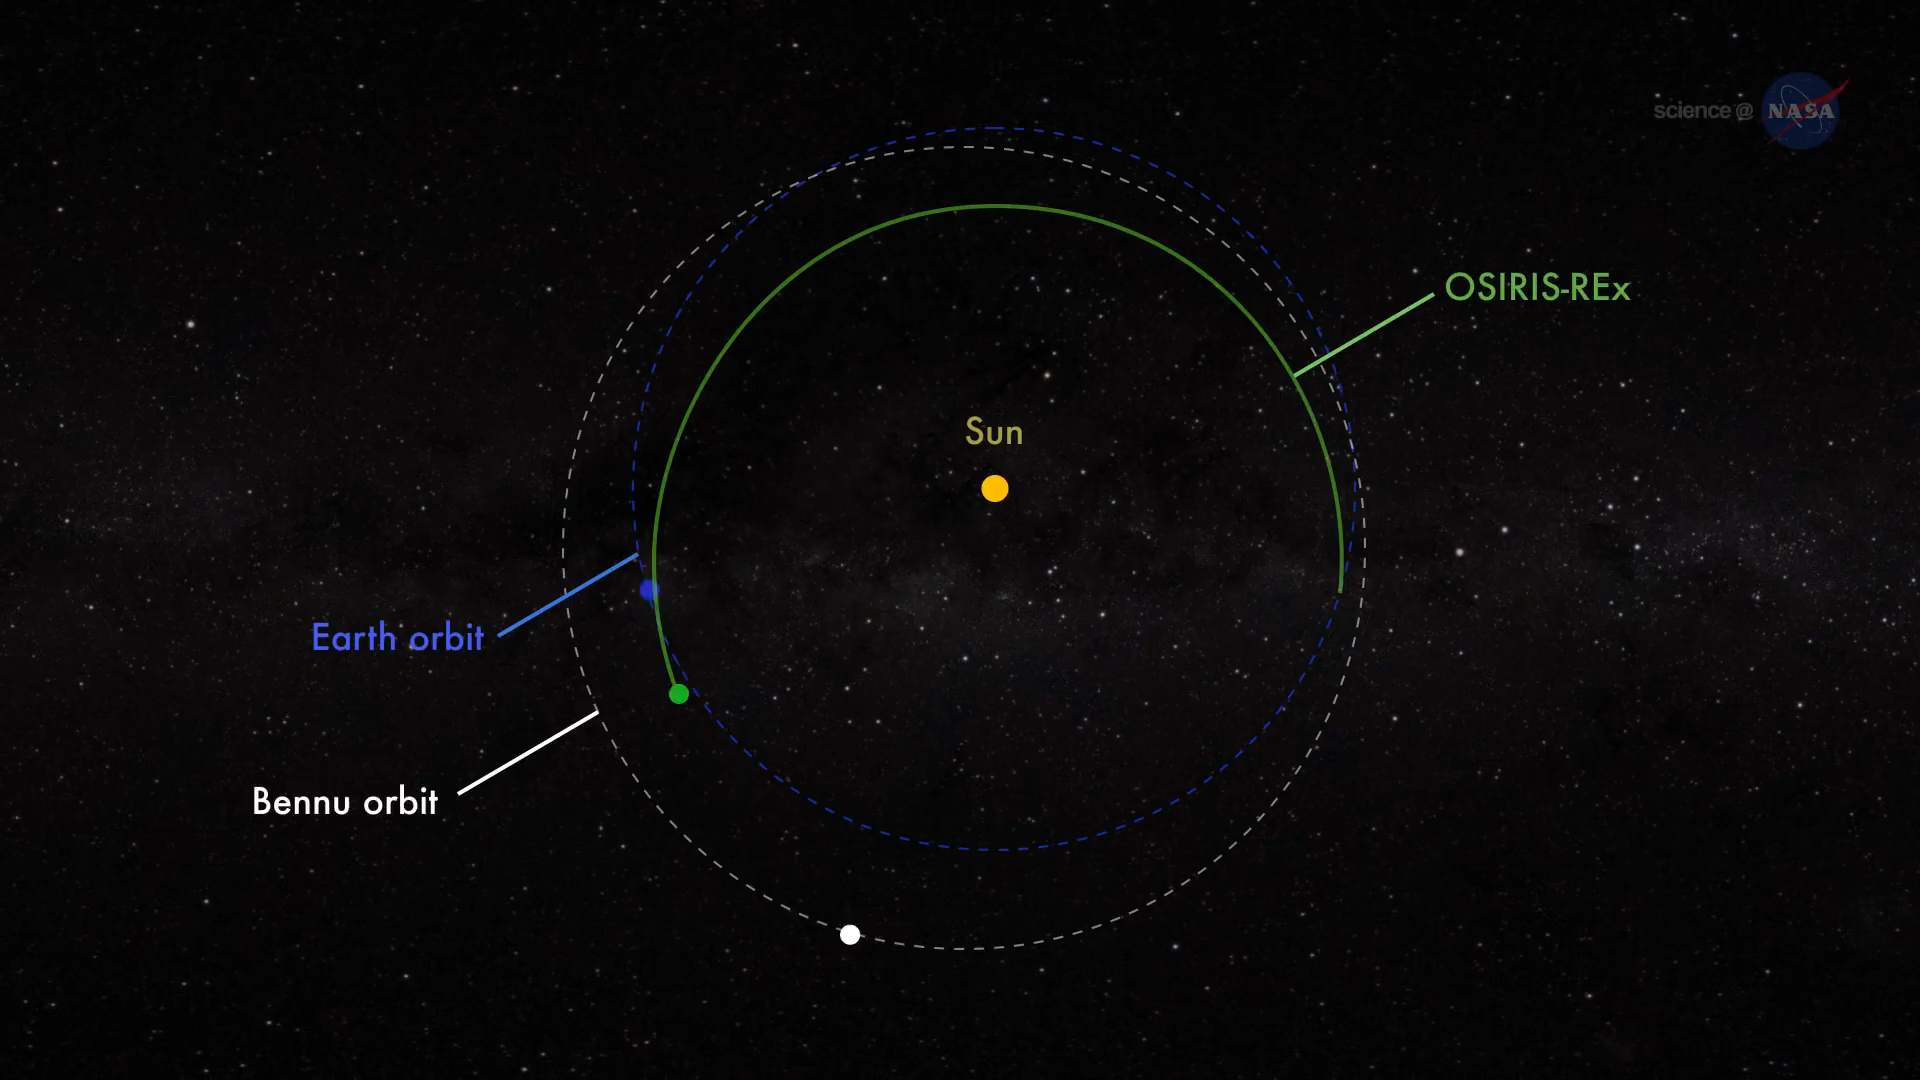 science@ NASA
OSIRIS-REx
Sun
Earth orbit
Bennu orbit